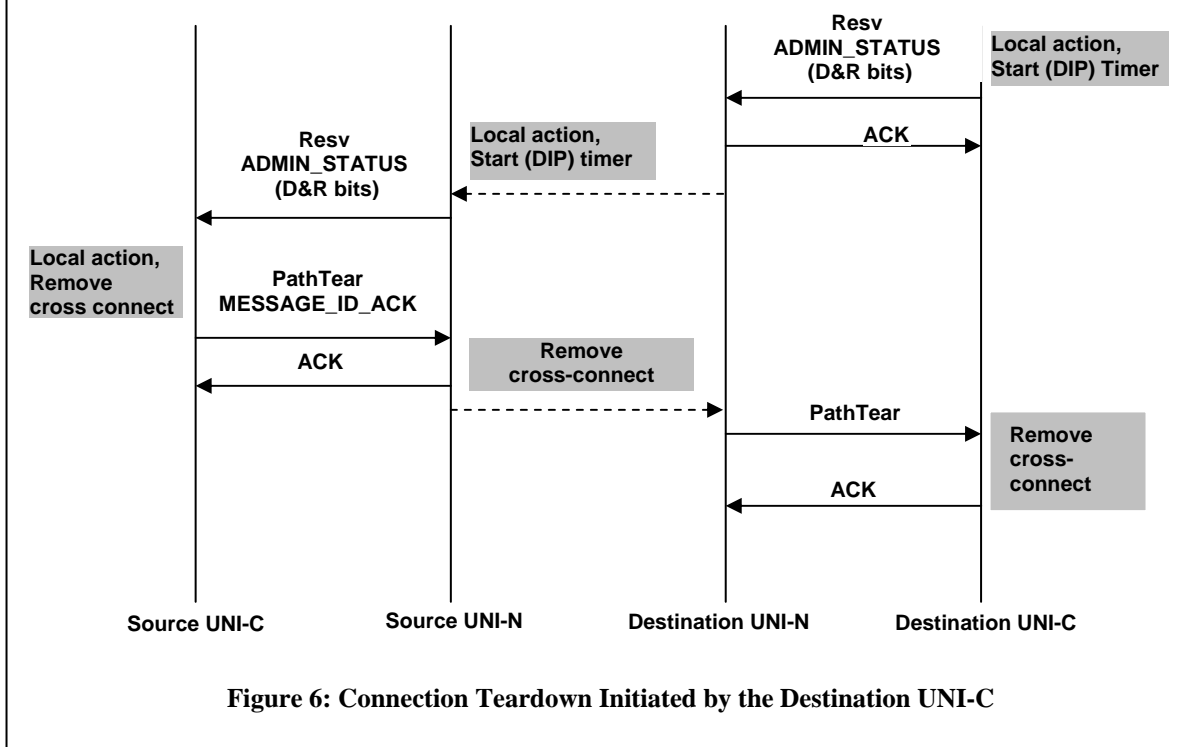 Resv
ADMIN_STATUS
(D&R bits)
Local action,
Start (DIP) Timer
ACK
Local action,
Start (DIP) timer
Resv
ADMIN_STATUS
(D&R bits)
Local action,
Remove
cross connect
PathTear
MESSAGE_ID_ACK
ACK
Remove
cross-connect
PathTear
Remove
cross-
connect
ACK
Source UNI-C
Source UNI-N
Destination UNI-N
Destination UNI-C
Figure 6: Connection Teardown Initiated by the Destination UNI-C